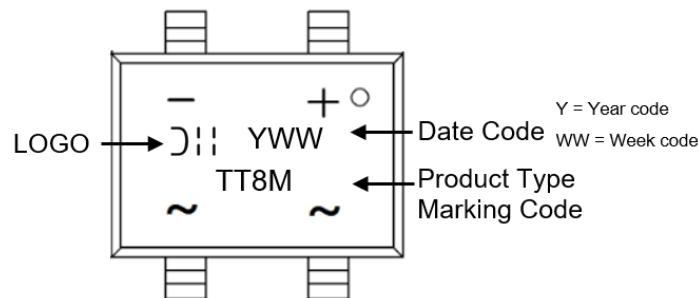 − +
LOGO YWW Date Code Y = Year code
WW = Week code
TT8M Product Type
Marking Code
~ ~